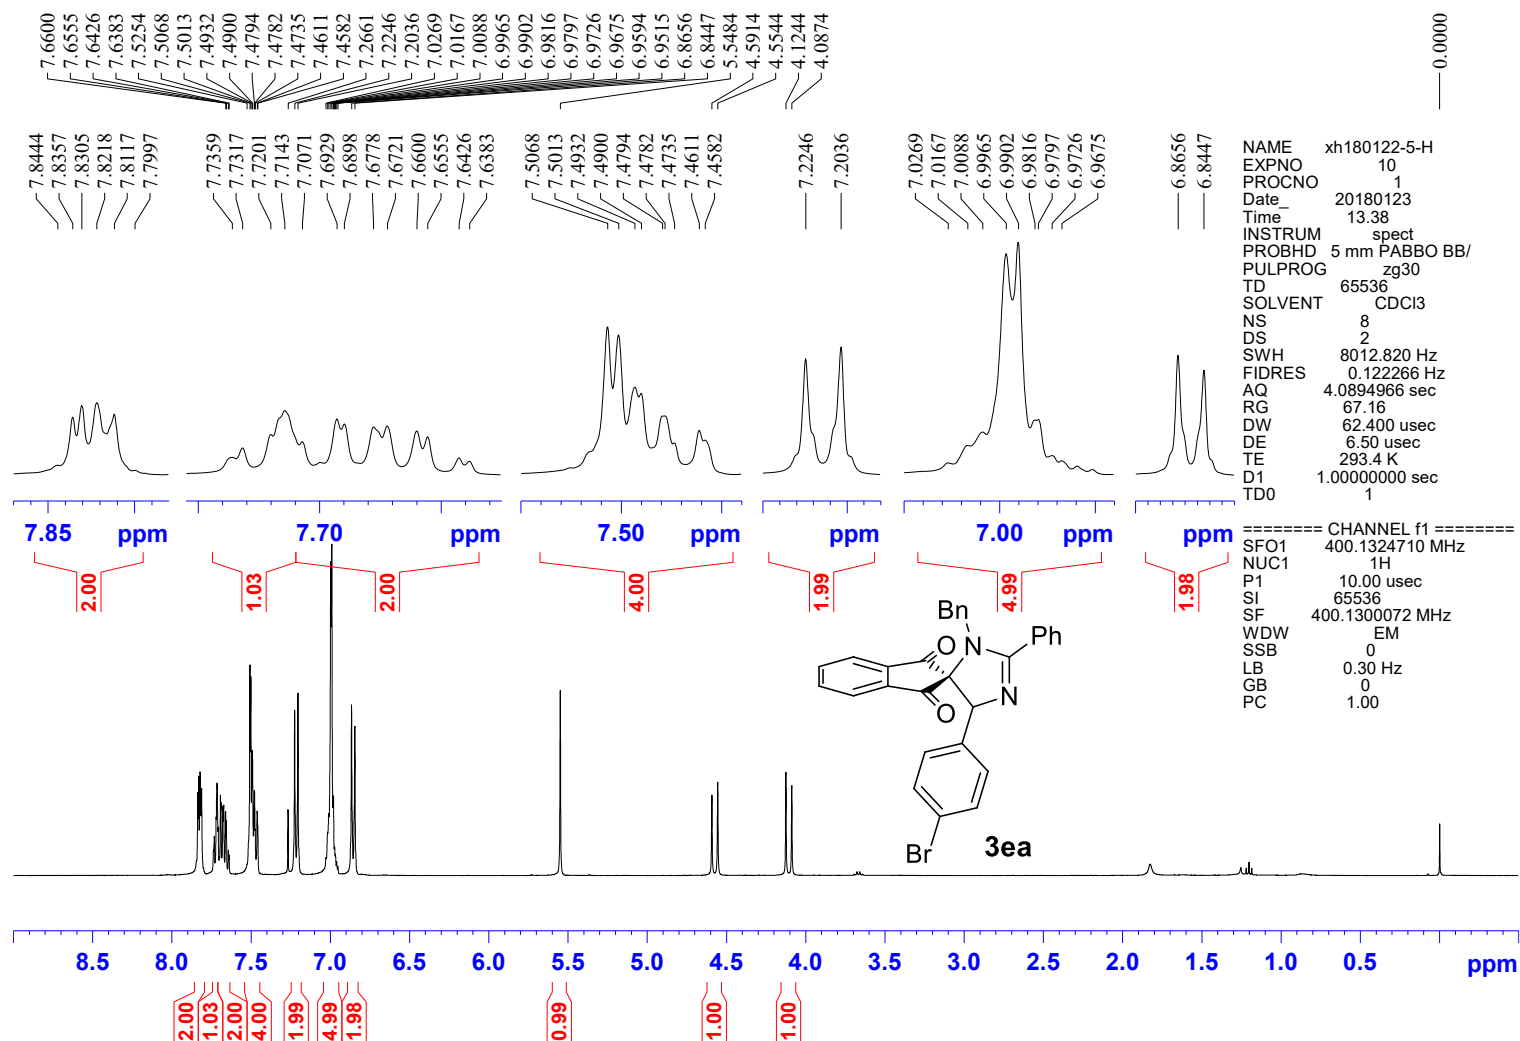 7.6600
7.6555
7.6426
7.6383
7.5254
7.5068
7.5013
7.4932
7.4900
7.4794
7.4782
7.4735
7.4611
7.4582
7.2661
7.2246
7.2036
7.0269
7.0167
7.0088
6.9965
6.9902
6.9816
6.9797
6.9726
6.9675
6.9594
6.9515
6.8656
6.8447
5.5484
4.5914
4.5544
4.1244
4.0874
0.0000
7.8444
7.8357
7.8305
7.8218
7.8117
7.7997
7.7359
7.7317
7.7201
7.7143
7.7071
7.6929
7.6898
7.6778
7.6721
7.6600
7.6555
7.6426
7.6383
7.5068
7.5013
7.4932
7.4900
7.4794
7.4782
7.4735
7.4611
7.4582
7.2246
7.2036
7.0269
7.0167
7.0088
6.9965
6.9902
6.9816
6.9797
6.9726
6.9675
6.8656
6.8447
NAME xh180122-5-H
EXPNO 10
PROCNO 1
Date_ 20180123
Time 13.38
INSTRUM spect
PROBHD 5 mm PABBO BB/
PULPROG zg30
TD 65536
SOLVENT CDCl3
NS 8
DS 2
SWH 8012.820 Hz
FIDRES 0.122266 Hz
AQ 4.0894966 sec
RG 67.16
DW 62.400 usec
DE 6.50 usec
TE 293.4 K
D1 1.00000000 sec
TD0 1
======== CHANNEL f1 ========
SFO1 400.1324710 MHz
NUC1 1H
P1 10.00 usec
SI 65536
SF 400.1300072 MHz
WDW EM
SSB 0
LB 0.30 Hz
GB 0
PC 1.00
7.85 ppm
7.70 ppm
7.50 ppm
ppm
7.00 ppm
ppm
2.00
1.03
2.00
4.00
1.99
4.99
1.98
Bn
O
N
Ph
N
O
Br
3ea
8.5 8.0 7.5 7.0 6.5 6.0 5.5 5.0 4.5 4.0 3.5 3.0 2.5 2.0 1.5 1.0 0.5 ppm
2.00
1.03
2.00
4.00
1.99
4.99
1.98
0.99
1.00
1.00